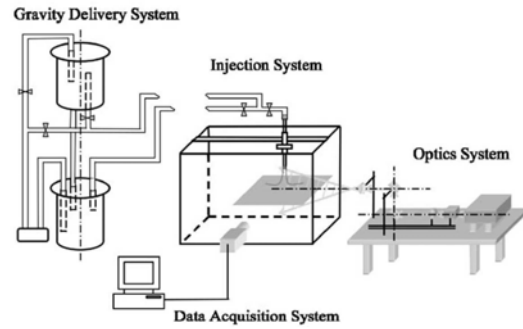 Gravity Delivery System
Injection System
Optics System
Data Acquisition System